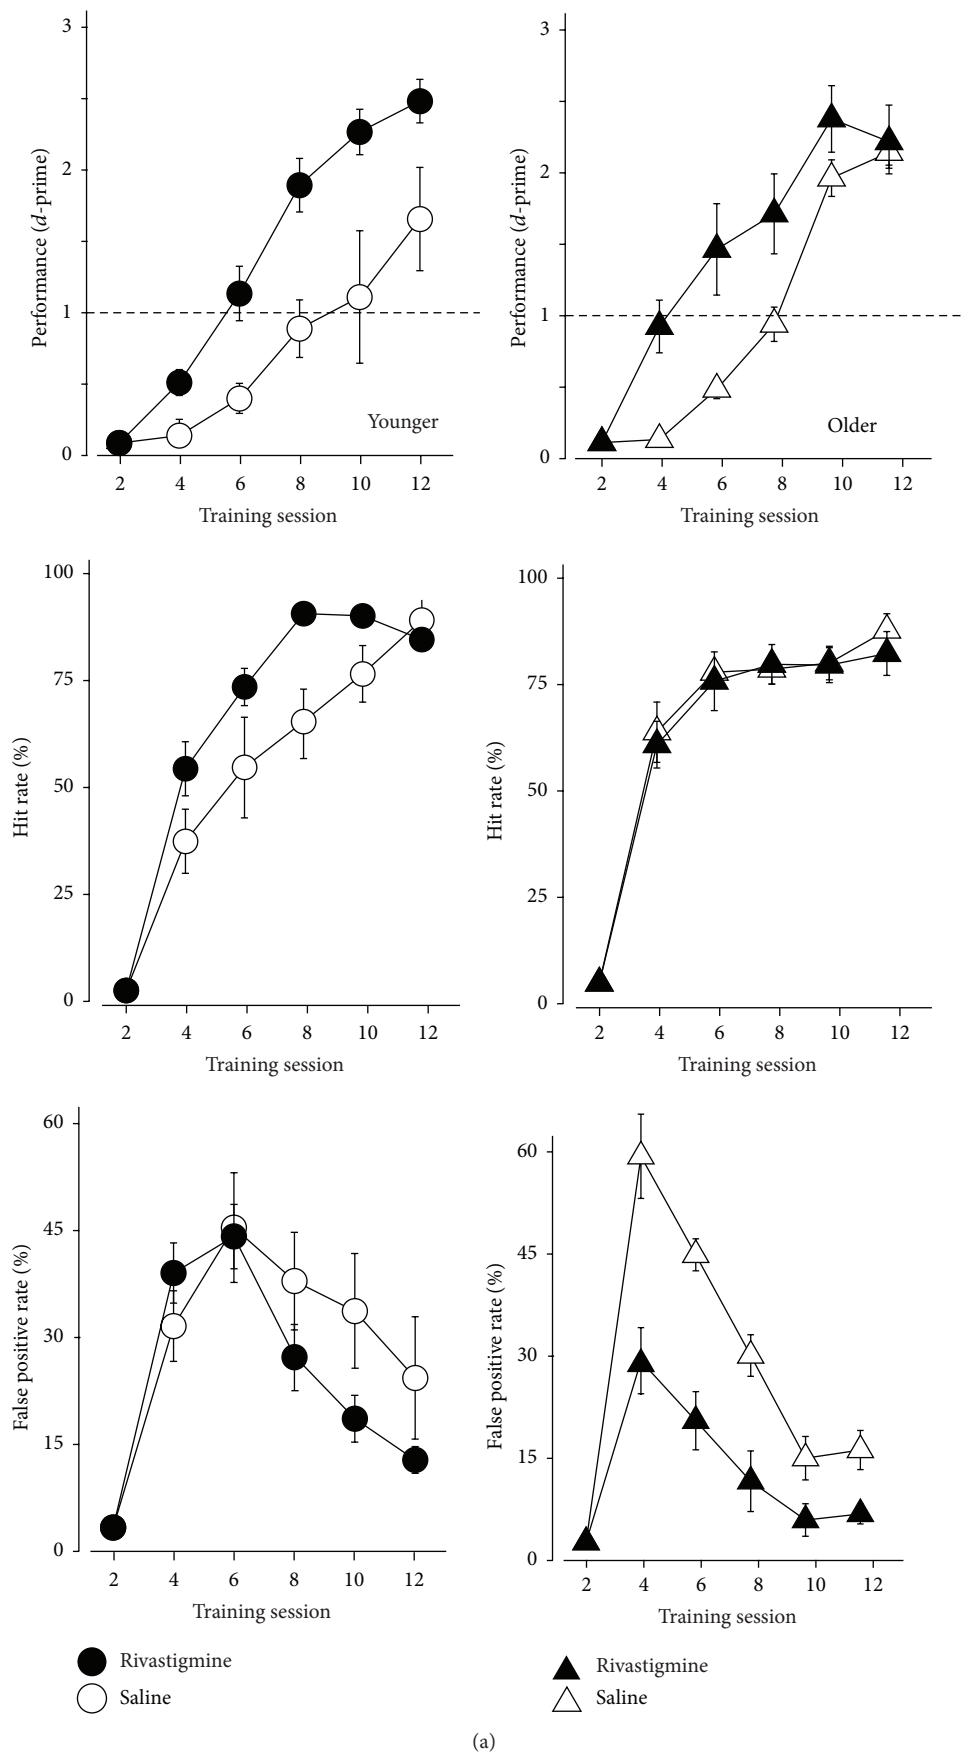 3
2
1
0
Performance (d-prime)
Younger
2 4 6 8 10 12
Training session
3
2
1
0
Performance (d-prime)
Older
2 4 6 8 10 12
Training session
100
75
50
25
0
Hit rate (%)
2 4 6 8 10 12
Training session
100
75
50
25
0
Hit rate (%)
2 4 6 8 10 12
Training session
60
45
30
15
0
False positive rate (%)
2 4 6 8 10 12
Training session
60
45
30
15
0
False positive rate (%)
2 4 6 8 10 12
Training session
Rivastigmine
Saline
Rivastigmine
Saline
(a)